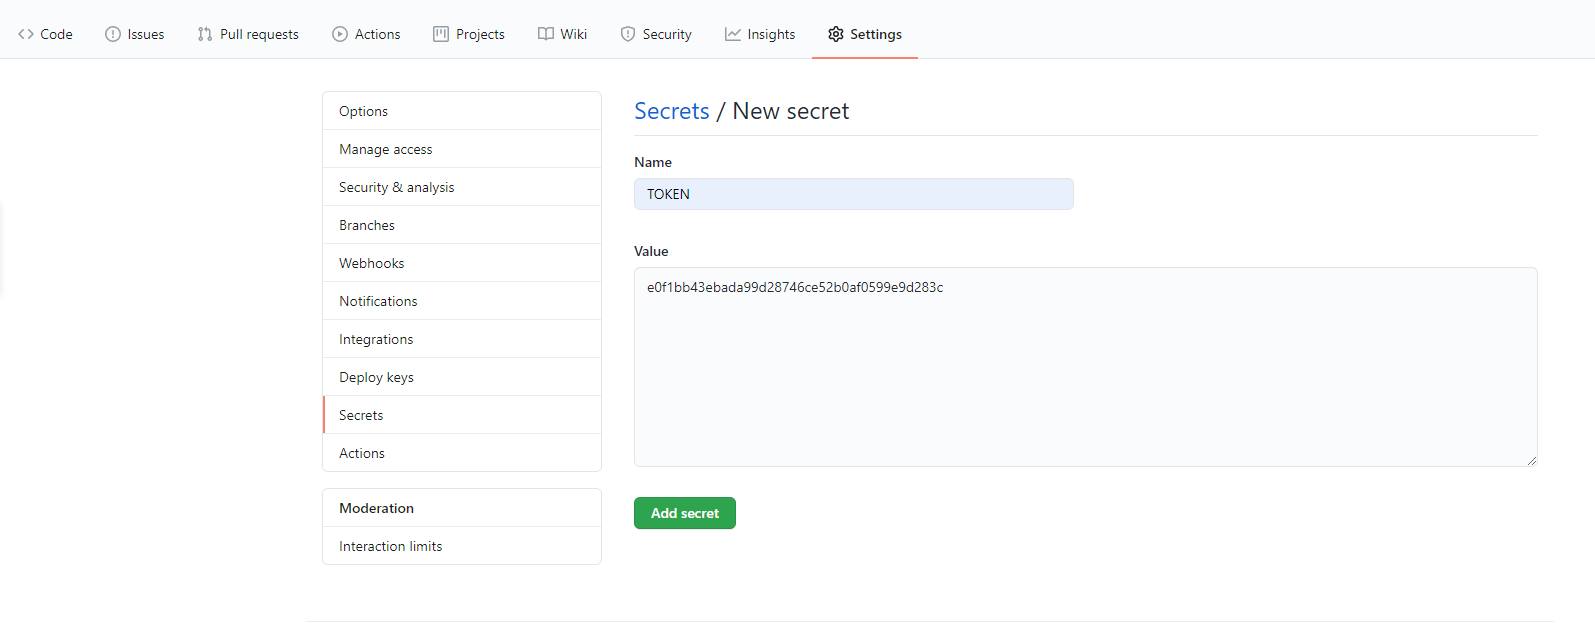 Code Issues Pull requests Actions Projects Wiki Security Insights Settings
Options
Manage access
Security & analysis
Branches
Webhooks
Notifications
Integrations
Deploy keys
Secrets
Actions
Moderation
Interaction limits
Secrets / New secret
Name
TOKEN
Value
e0f1bb43ebada99d28746ce52b0af0599e9d283c
Add secret